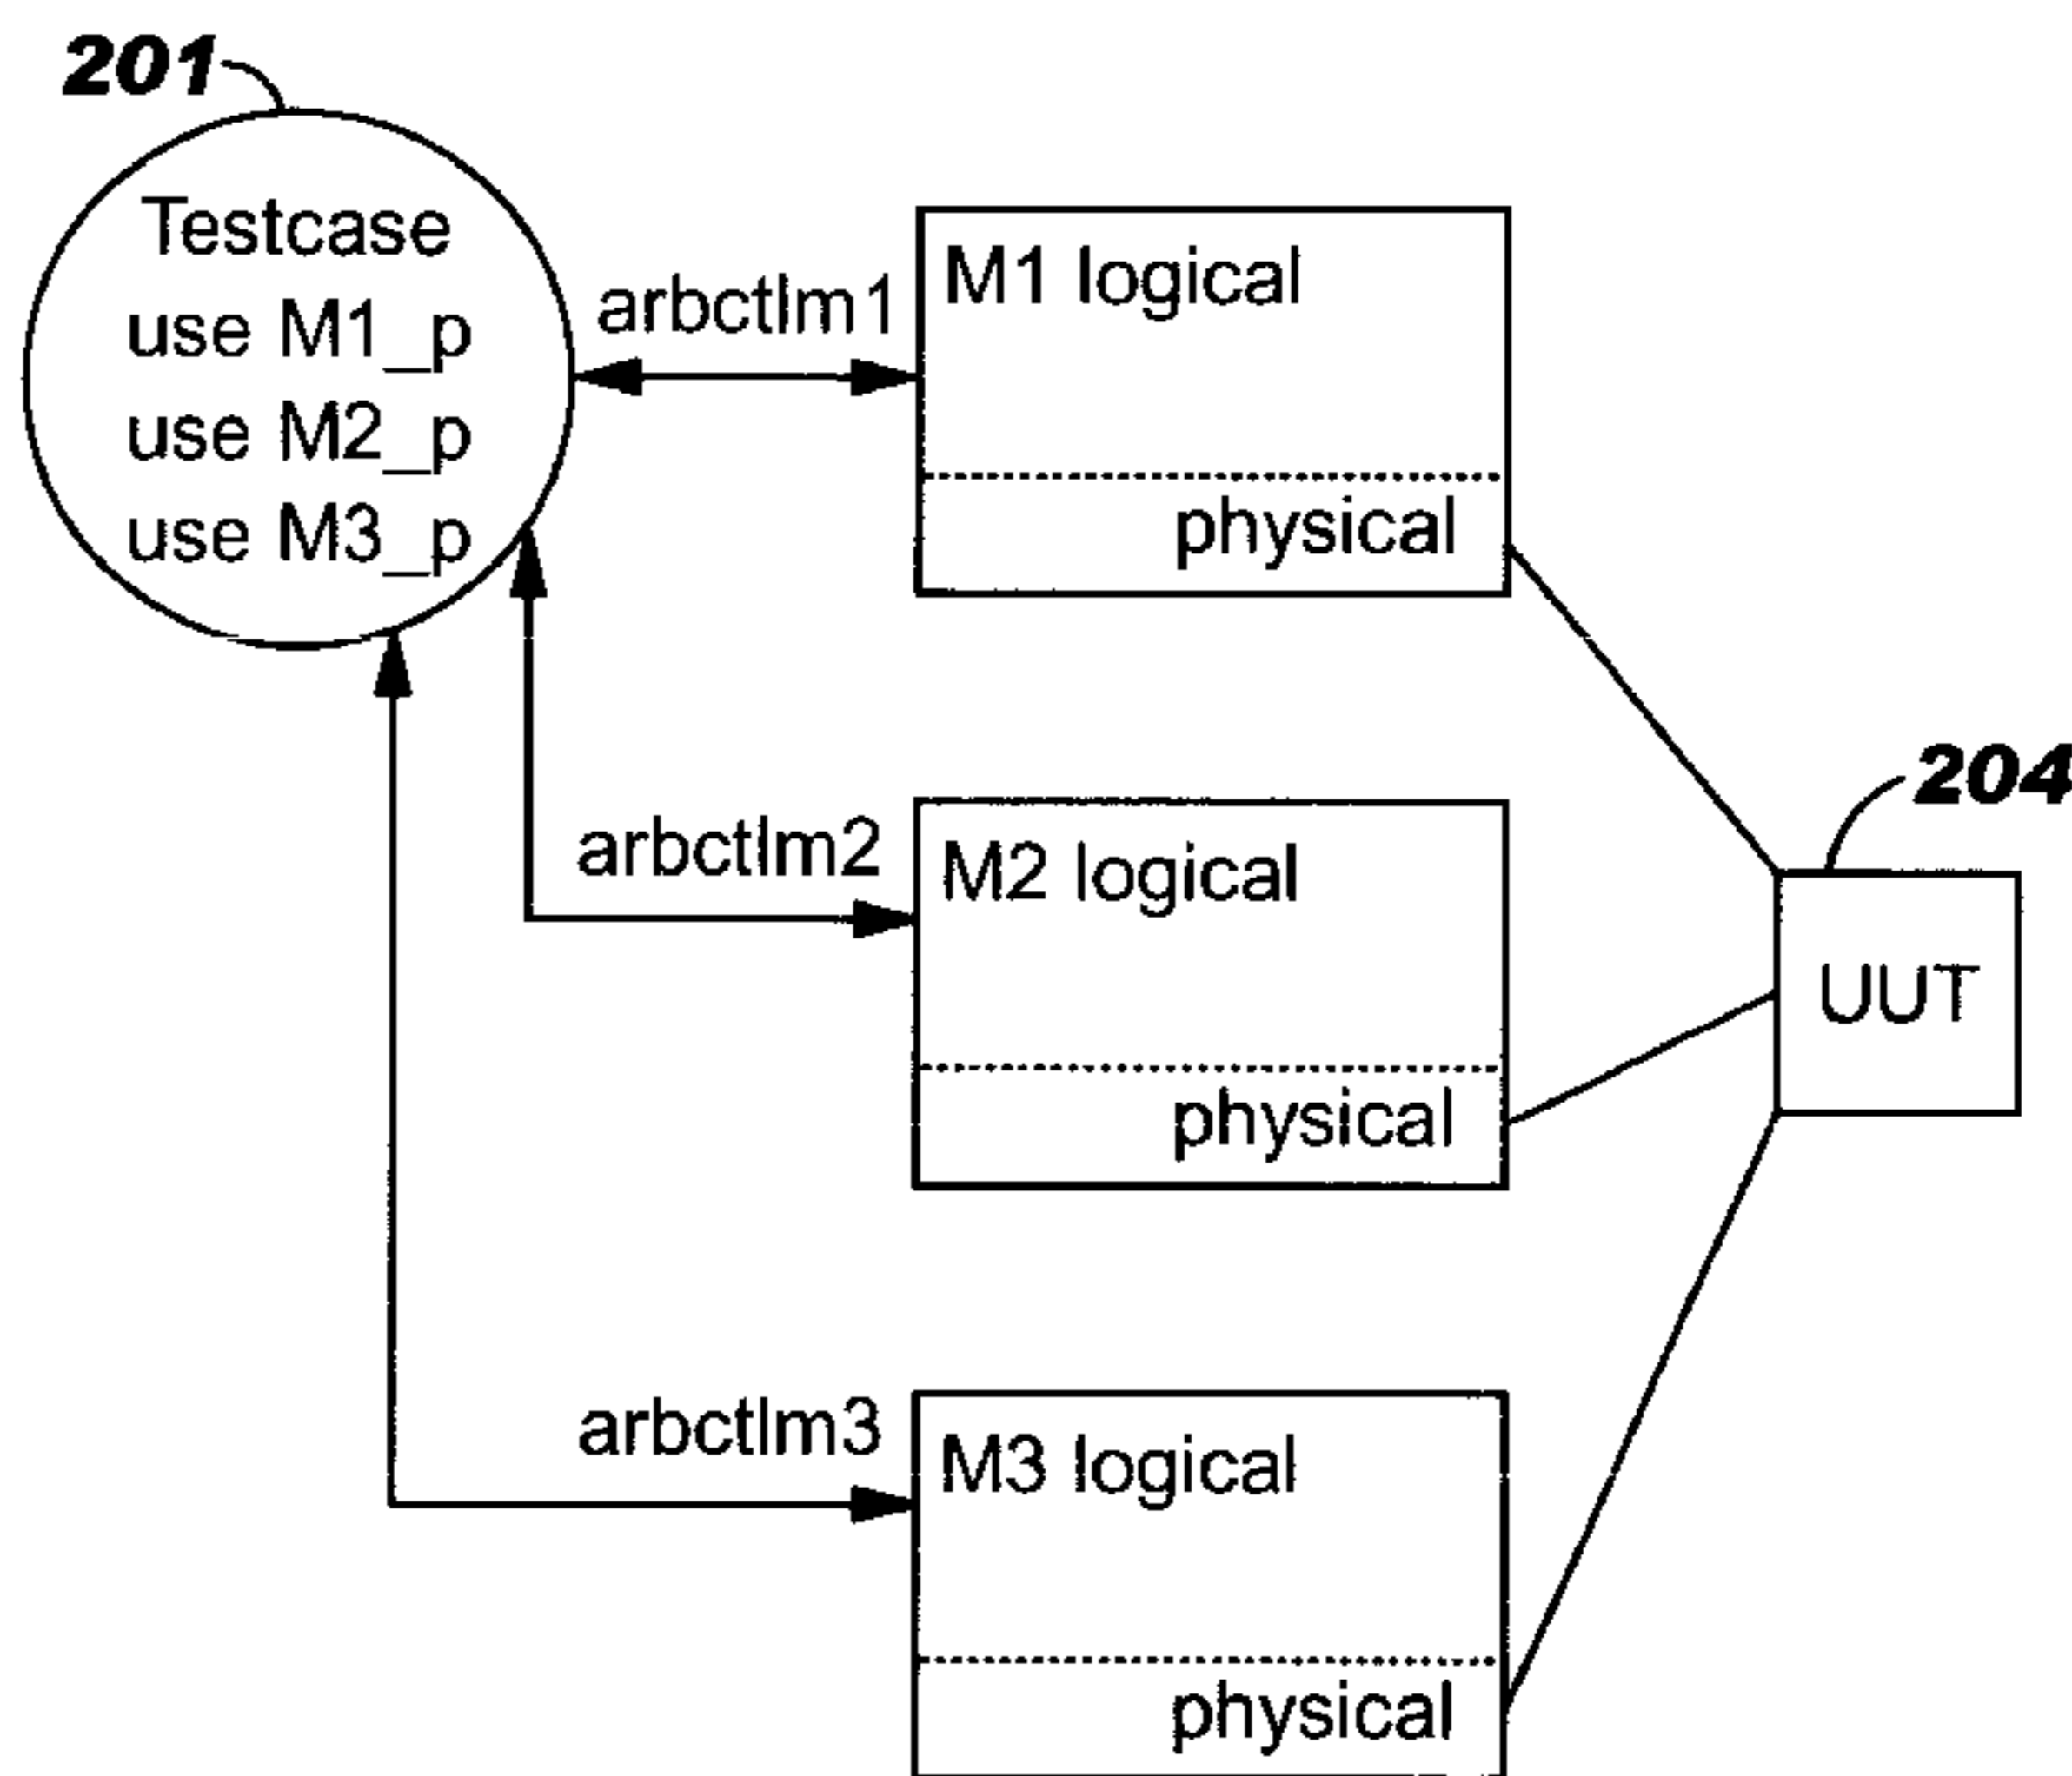 201
Testcase
use M1_p
use M2_p
use M3_p
arbctlm1
M1 logical
physical
204
arbctlm2
M2 logical
physical
UUT
arbctlm3
M3 logical
physical